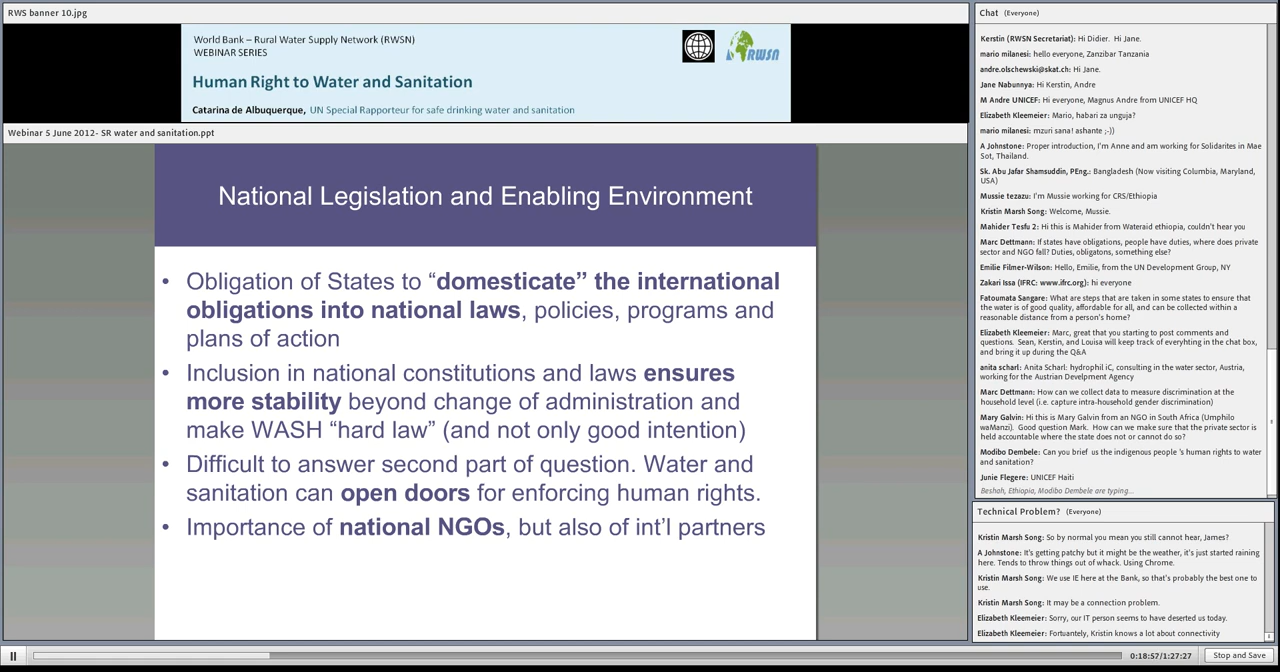 RWS banner 10.jpg
World Bank – Rural Water Supply Network (RWSN)
WEBINAR SERIES
RWSN
Human Right to Water and Sanitation
Catarina de Albuquerque, UN Special Rapporteur for safe drinking water and sanitation
Webinar 5 June 2012- SR water and sanitation.ppt
National Legislation and Enabling Environment
• Obligation of States to “domesticate” the international
obligations into national laws, policies, programs and
plans of action
• Inclusion in national constitutions and laws ensures
more stability beyond change of administration and
make WASH “hard law” (and not only good intention)
• Difficult to answer second part of question. Water and
sanitation can open doors for enforcing human rights.
• Importance of national NGOs, but also of int’l partners
Chat (Everyone)
Kerstin (RWSN Secretariat): Hi Didier. Hi Jane.
mario milanesi: hello everyone, Zanzibar Tanzania
andre.olschewski@skat.ch: Hi Jane.
Jane Nabunnya: Hi Kerstin, Andre
M Andre UNICEF: Hi everyone, Magnus Andre from UNICEF HQ
Elizabeth Kleemeier: Mario, habari za unguja?
mario milanesi: mzuri sana! ashante ;-))
A Johnstone: Proper introduction, I'm Anne and am working for Solidarites in Mae
Sot, Thailand.
Sk. Abu Jafar Shamsuddin, PEng.: Bangladesh (Now visiting Columbia, Maryland,
USA)
Mussie tezazu: I'm Mussie working for CRS/Ethiopia
Kristin Marsh Song: Welcome, Mussie.
Mahider Tesfu 2: Hi this is Mahider from Wateraid ethiopia, couldn't hear you
Marc Dettmann: If states have obligations, people have duties, where does private
sector and NGO fall? Duties, obligatons, something else?
Emilie Filmer-Wilson: Hello, Emilie, from the UN Development Group, NY
Zakari Issa (IFRC: www.ifrc.org): hi everyone
Fatoumata Sangare: What are steps that are taken in some states to ensure that
the water is of good quality, affordable for all, and can be collected within a
reasonable distance from a person's home?
Elizabeth Kleemeier: Marc, great that you starting to post comments and
questions. Sean, Kerstin, and Louisa will keep track of everyhting in the chat box,
and bring it up during the Q&A
anita scharl: Anita Scharl: hydrophil iC, consulting in the water sector, Austria,
working for the Austrian Develpment Agency
Marc Dettmann: How can we collect data to measure discrimination at the
household level (i.e. capture intra-household gender discrimination)
Mary Galvin: Hi this is Mary Galvin from an NGO in South Africa (Umphilo
waManzi). Good question Mark. How can we make sure that the private sector is
held accountable where the state does not or cannot do so?
Modibo Dembele: Can you brief us the indigenous people 's human rights to water
and sanitation?
Junie Flegere: UNICEF Haiti
Beshah, Ethiopia, Modibo Dembele are typing...
Technical Problem? (Everyone)
Kristin Marsh Song: So by normal you mean you still cannot hear, James?
A Johnstone: It's getting patchy but it might be the weather, it's just started raining
here. Tends to throw things out of whack. Using Chrome.
Kristin Marsh Song: We use IE here at the Bank, so that's probably the best one to
use.
Kristin Marsh Song: It may be a connection problem.
Elizabeth Kleemeier: Sorry, our IT person seems to have deserted us today.
Elizabeth Kleemeier: Fortuantely, Kristin knows a lot about connectivity
0:18:57/1:27:27
Stop and Save